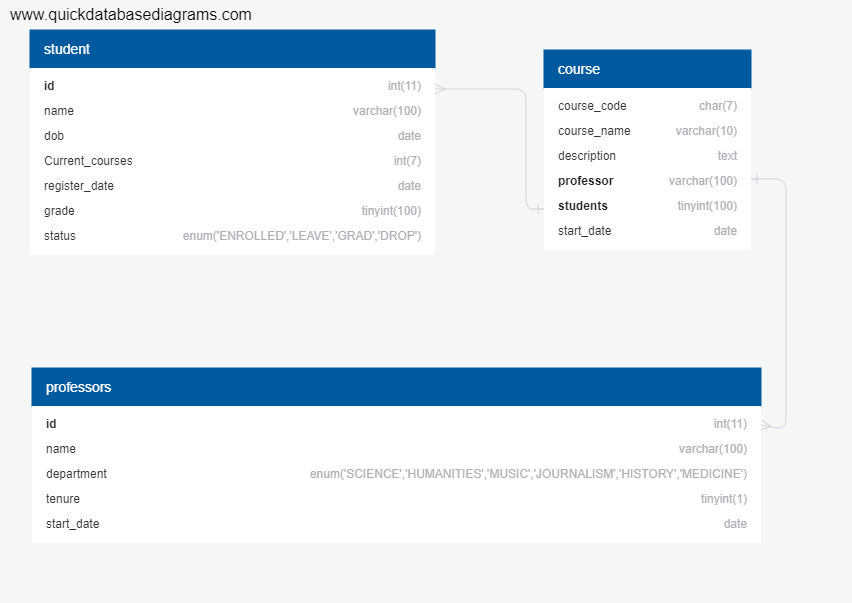 www.quickdatabasediagrams.com
student
id int(11)
name varchar(100)
dob date
Current_courses int(7)
register_date date
grade tinyint(100)
status enum('ENROLLED','LEAVE','GRAD','DROP')
course
course_code char(7)
course_name varchar(10)
description text
professor varchar(100)
students tinyint(100)
start_date date
professors
id int(11)
name varchar(100)
department enum('SCIENCE','HUMANITIES','MUSIC','JOURNALISM','HISTORY','MEDICINE')
tenure tinyint(1)
start_date date